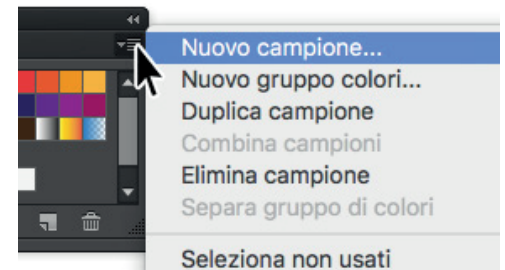 Nuovo campione...
Nuovo gruppo colori...
Duplica campione
Combina campioni
Elimina campione
Separa gruppo di colori
Seleziona non usati